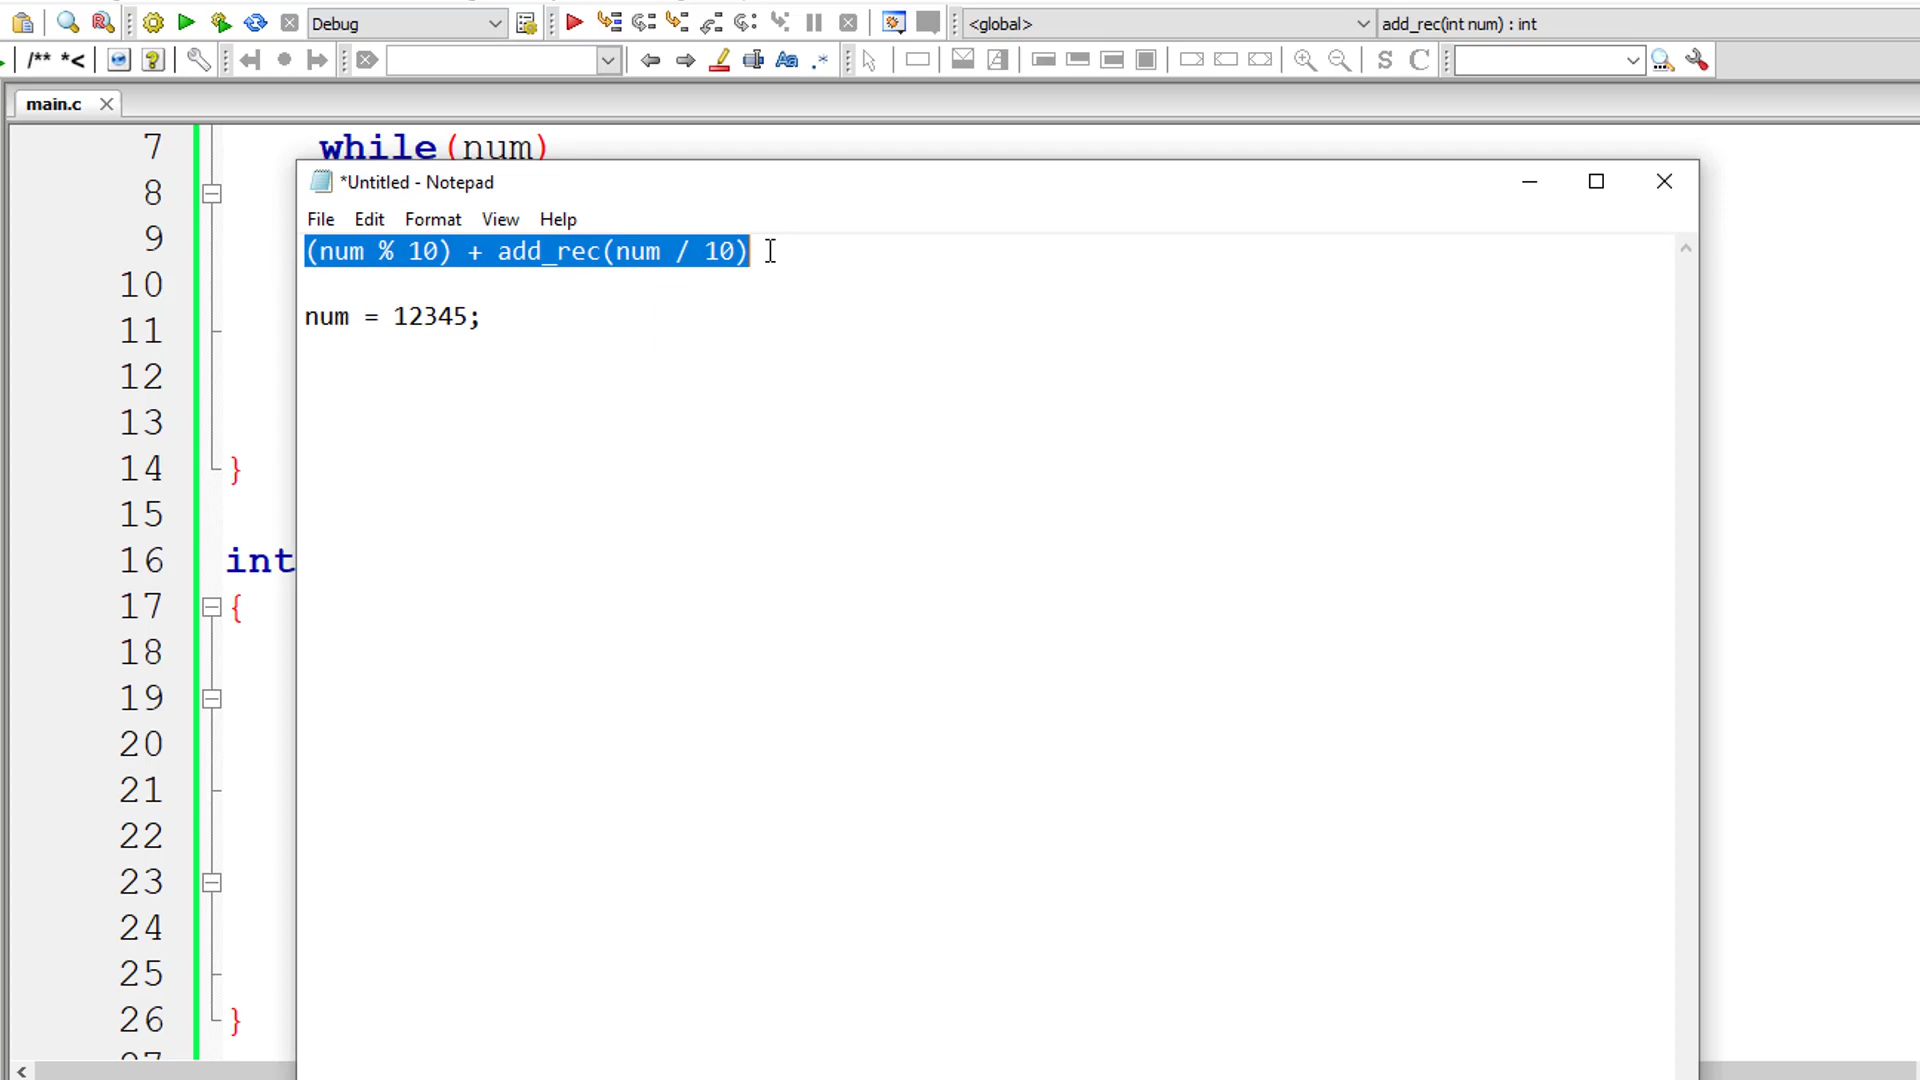 Debug
<global>
add_rec(int num) : int
/** *<
Aa
.*
S C
main.c
7 while(num)
*Untitled - Notepad
File Edit Format View Help
(num % 10) + add_rec(num / 10)
num = 12345;
8
9
10
11
12
13
14 }
15
16 int
17 {
18
19
20
21
22
23
24
25
26 }